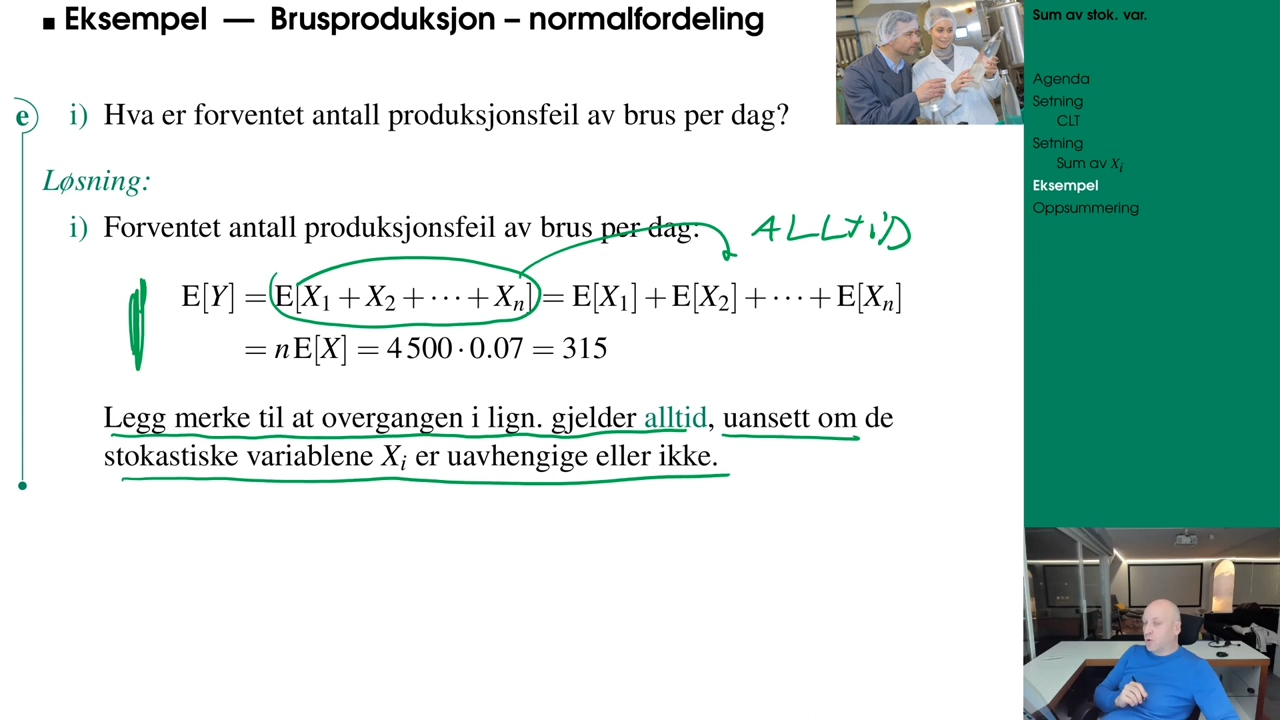 Eksempel — Brusproduksjon – normalfordeling
e
i) Hva er forventet antall produksjonsfeil av brus per dag?
Løsning:
i) Forventet antall produksjonsfeil av brus per dag:
ALLTID
E[Y] = E[X₁ + X₂ + ⋯ + Xₙ] = E[X₁] + E[X₂] + ⋯ + E[Xₙ]
= n E[X] = 4 500 · 0.07 = 315
Legg merke til at overgangen i lign. gjelder alltid, uansett om de
stokastiske variablene Xᵢ er uavhengige eller ikke.
Sum av stok. var.
Agenda
Setning
CLT
Setning
Sum av Xᵢ
Eksempel
Oppsummering